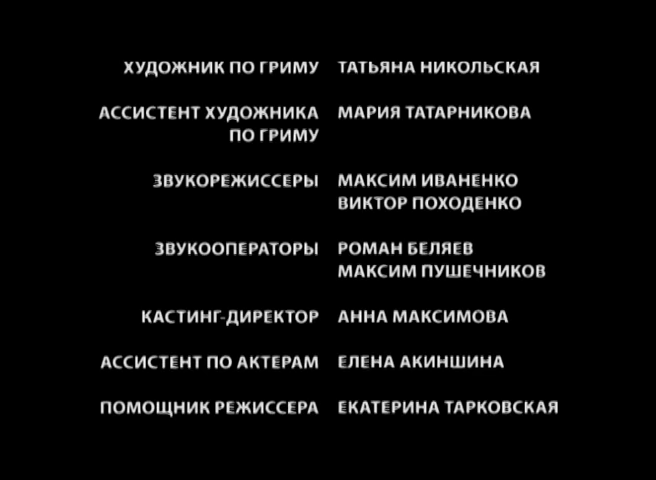 ХУДОЖНИК ПО ГРИМУ ТАТЬЯНА НИКОЛЬСКАЯ
АССИСТЕНТ ХУДОЖНИКА МАРИЯ ТАТАРНИКОВА
ПО ГРИМУ
ЗВУКОРЕЖИССЕРЫ МАКСИМ ИВАНЕНКО
ВИКТОР ПОХОДЕНКО
ЗВУКООПЕРАТОРЫ РОМАН БЕЛЯЕВ
МАКСИМ ПУШЕЧНИКОВ
КАСТИНГ-ДИРЕКТОР АННА МАКСИМОВА
АССИСТЕНТ ПО АКТЕРАМ ЕЛЕНА АКИНШИНА
ПОМОЩНИК РЕЖИССЕРА ЕКАТЕРИНА ТАРКОВСКАЯ